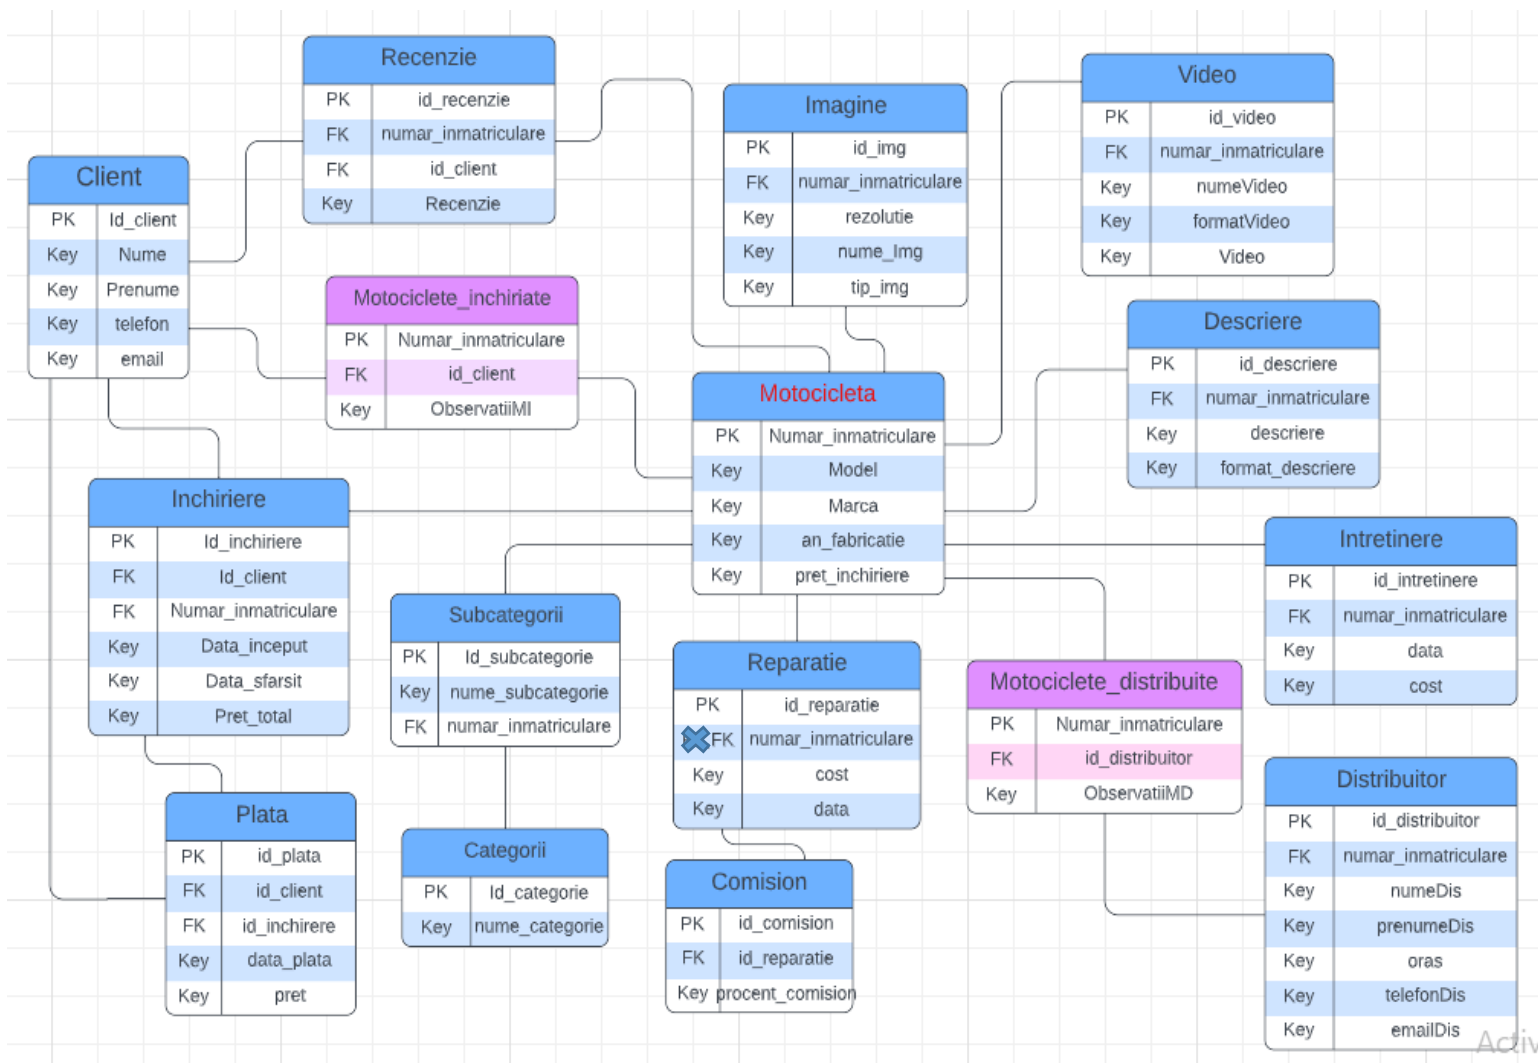 Recenzie
PK id_recenzie
FK numar_inmatriculare
FK id_client
Key Recenzie
Imagine
PK id_img
FK numar_inmatriculare
Key rezolutie
Key nume_Img
Key tip_img
Video
PK id_video
FK numar_inmatriculare
Key numeVideo
Key formatVideo
Key Video
Client
PK Id_client
Key Nume
Key Prenume
Key telefon
Key email
Motociclete_inchiriate
PK Numar_inmatriculare
FK id_client
Key ObservatiiMI
Descriere
PK id_descriere
FK numar_inmatriculare
Key descriere
Key format_descriere
Motocicleta
PK Numar_inmatriculare
Key Model
Key Marca
Key an_fabricatie
Key pret_inchiriere
Inchiriere
PK Id_inchiriere
FK Id_client
FK Numar_inmatriculare
Key Data_inceput
Key Data_sfarsit
Key Pret_total
Subcategorii
PK Id_subcategorie
Key nume_subcategorie
FK numar_inmatriculare
Reparatie
PK id_reparatie
FK numar_inmatriculare
Key cost
Key data
Motociclete_distribuite
PK Numar_inmatriculare
FK id_distribuitor
Key ObservatiiMD
Intretinere
PK id_intretinere
FK numar_inmatriculare
Key data
Key cost
Plata
PK id_plata
FK id_client
FK id_inchirere
Key data_plata
Key pret
Categorii
PK Id_categorie
Key nume_categorie
Comision
PK id_comision
FK id_reparatie
Key procent_comision
Distribuitor
PK id_distribuitor
FK numar_inmatriculare
Key numeDis
Key prenumeDis
Key oras
Key telefonDis
Key emailDis